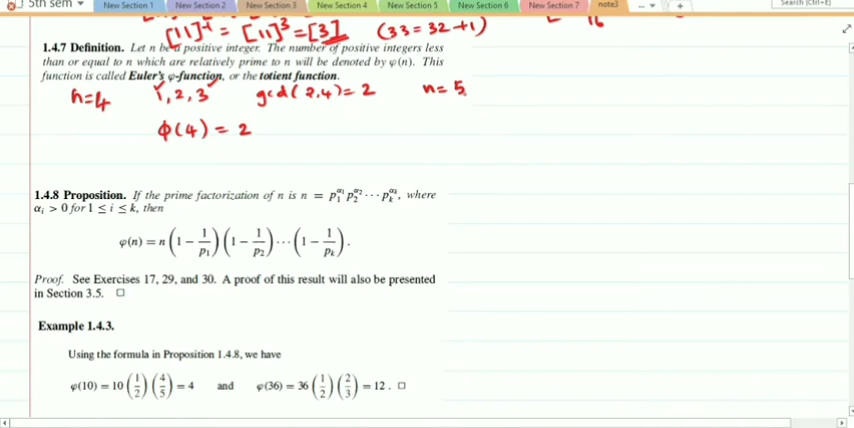 5th sem New Section 1 New Section 2 New Section 3 New Section 4 New Section 5 New Section 6 New Section 7 note3 Search (Ctrl+E)
[11]⁻¹ = [11]³ = [3] (33 = 32 +1) 16
1.4.7 Definition. Let n be a positive integer. The number of positive integers less
than or equal to n which are relatively prime to n will be denoted by φ(n). This
function is called Euler's φ-function, or the totient function.
n=4 1, 2, 3 gcd(2,4)=2 n=5
ϕ(4) = 2
1.4.8 Proposition. If the prime factorization of n is n = p₁^α₁ p₂^α₂ ⋯ pₖ^αₖ, where
αᵢ > 0 for 1 ≤ i ≤ k, then
φ(n) = n (1 − 1/p₁)(1 − 1/p₂) ⋯ (1 − 1/pₖ).
Proof. See Exercises 17, 29, and 30. A proof of this result will also be presented
in Section 3.5. □
Example 1.4.3.
Using the formula in Proposition 1.4.8, we have
φ(10) = 10 (1/2)(4/5) = 4 and φ(36) = 36 (1/2)(2/3) = 12 . □